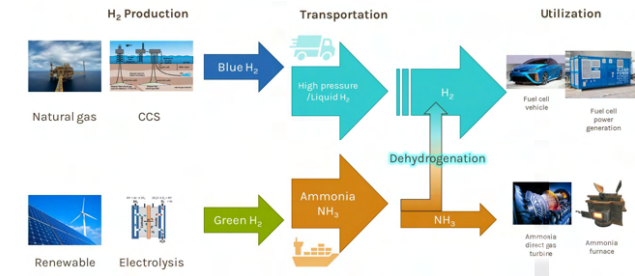 H₂ Production
Transportation
Utilization
Natural gas
CCS
Blue H₂
High pressure
/Liquid H₂
H₂
Fuel cell
vehicle
Fuel cell
power
generation
Dehydrogenation
Renewable
Electrolysis
Green H₂
Ammonia
NH₃
NH₃
Ammosia
direct gas
turbine
Ammonia
furnace